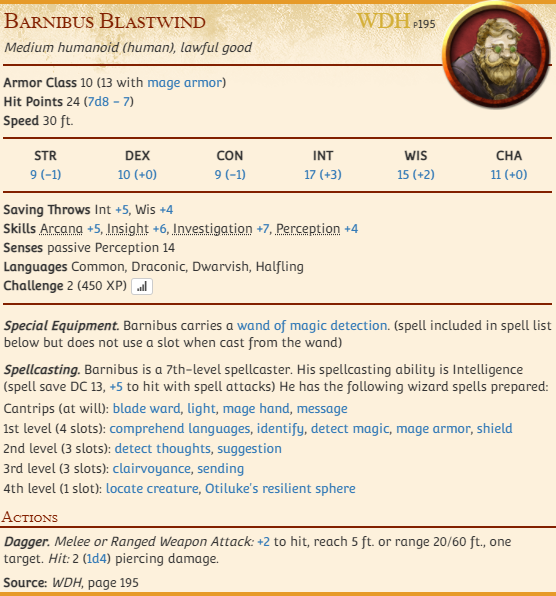 Barnibus Blastwind
WDH p195
Medium humanoid (human), lawful good
Armor Class 10 (13 with mage armor)
Hit Points 24 (7d8 − 7)
Speed 30 ft.
STR DEX CON INT WIS CHA
9 (−1) 10 (+0) 9 (−1) 17 (+3) 15 (+2) 11 (+0)
Saving Throws Int +5, Wis +4
Skills Arcana +5, Insight +6, Investigation +7, Perception +4
Senses passive Perception 14
Languages Common, Draconic, Dwarvish, Halfling
Challenge 2 (450 XP)
Special Equipment. Barnibus carries a wand of magic detection. (spell included in spell list
below but does not use a slot when cast from the wand)
Spellcasting. Barnibus is a 7th-level spellcaster. His spellcasting ability is Intelligence
(spell save DC 13, +5 to hit with spell attacks) He has the following wizard spells prepared:
Cantrips (at will): blade ward, light, mage hand, message
1st level (4 slots): comprehend languages, identify, detect magic, mage armor, shield
2nd level (3 slots): detect thoughts, suggestion
3rd level (3 slots): clairvoyance, sending
4th level (1 slot): locate creature, Otiluke's resilient sphere
Actions
Dagger. Melee or Ranged Weapon Attack: +2 to hit, reach 5 ft. or range 20/60 ft., one
target. Hit: 2 (1d4) piercing damage.
Source: WDH, page 195